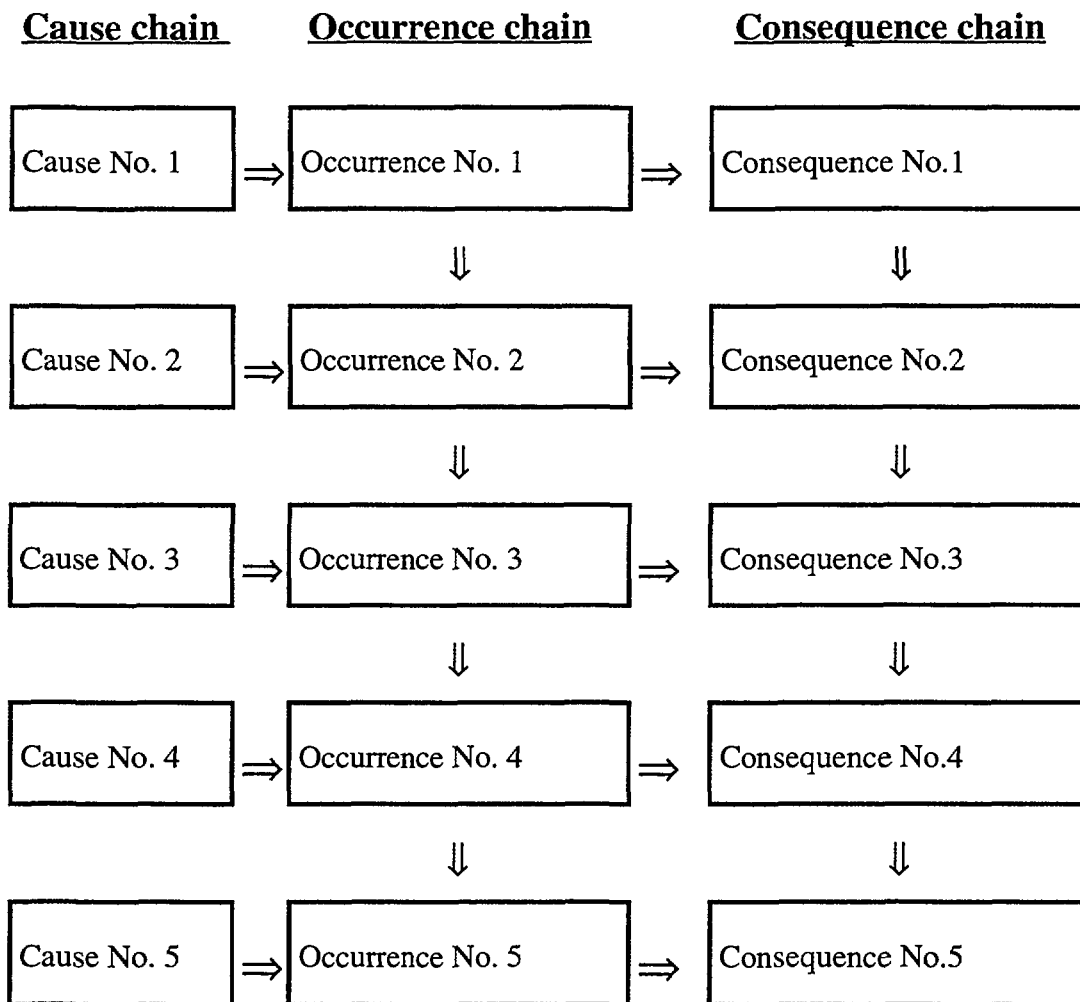 Cause chain Occurrence chain Consequence chain
Cause No. 1 ⇒ Occurrence No. 1 ⇒ Consequence No.1
⇓ ⇓
Cause No. 2 ⇒ Occurrence No. 2 ⇒ Consequence No.2
⇓ ⇓
Cause No. 3 ⇒ Occurrence No. 3 ⇒ Consequence No.3
⇓ ⇓
Cause No. 4 ⇒ Occurrence No. 4 ⇒ Consequence No.4
⇓ ⇓
Cause No. 5 ⇒ Occurrence No. 5 ⇒ Consequence No.5